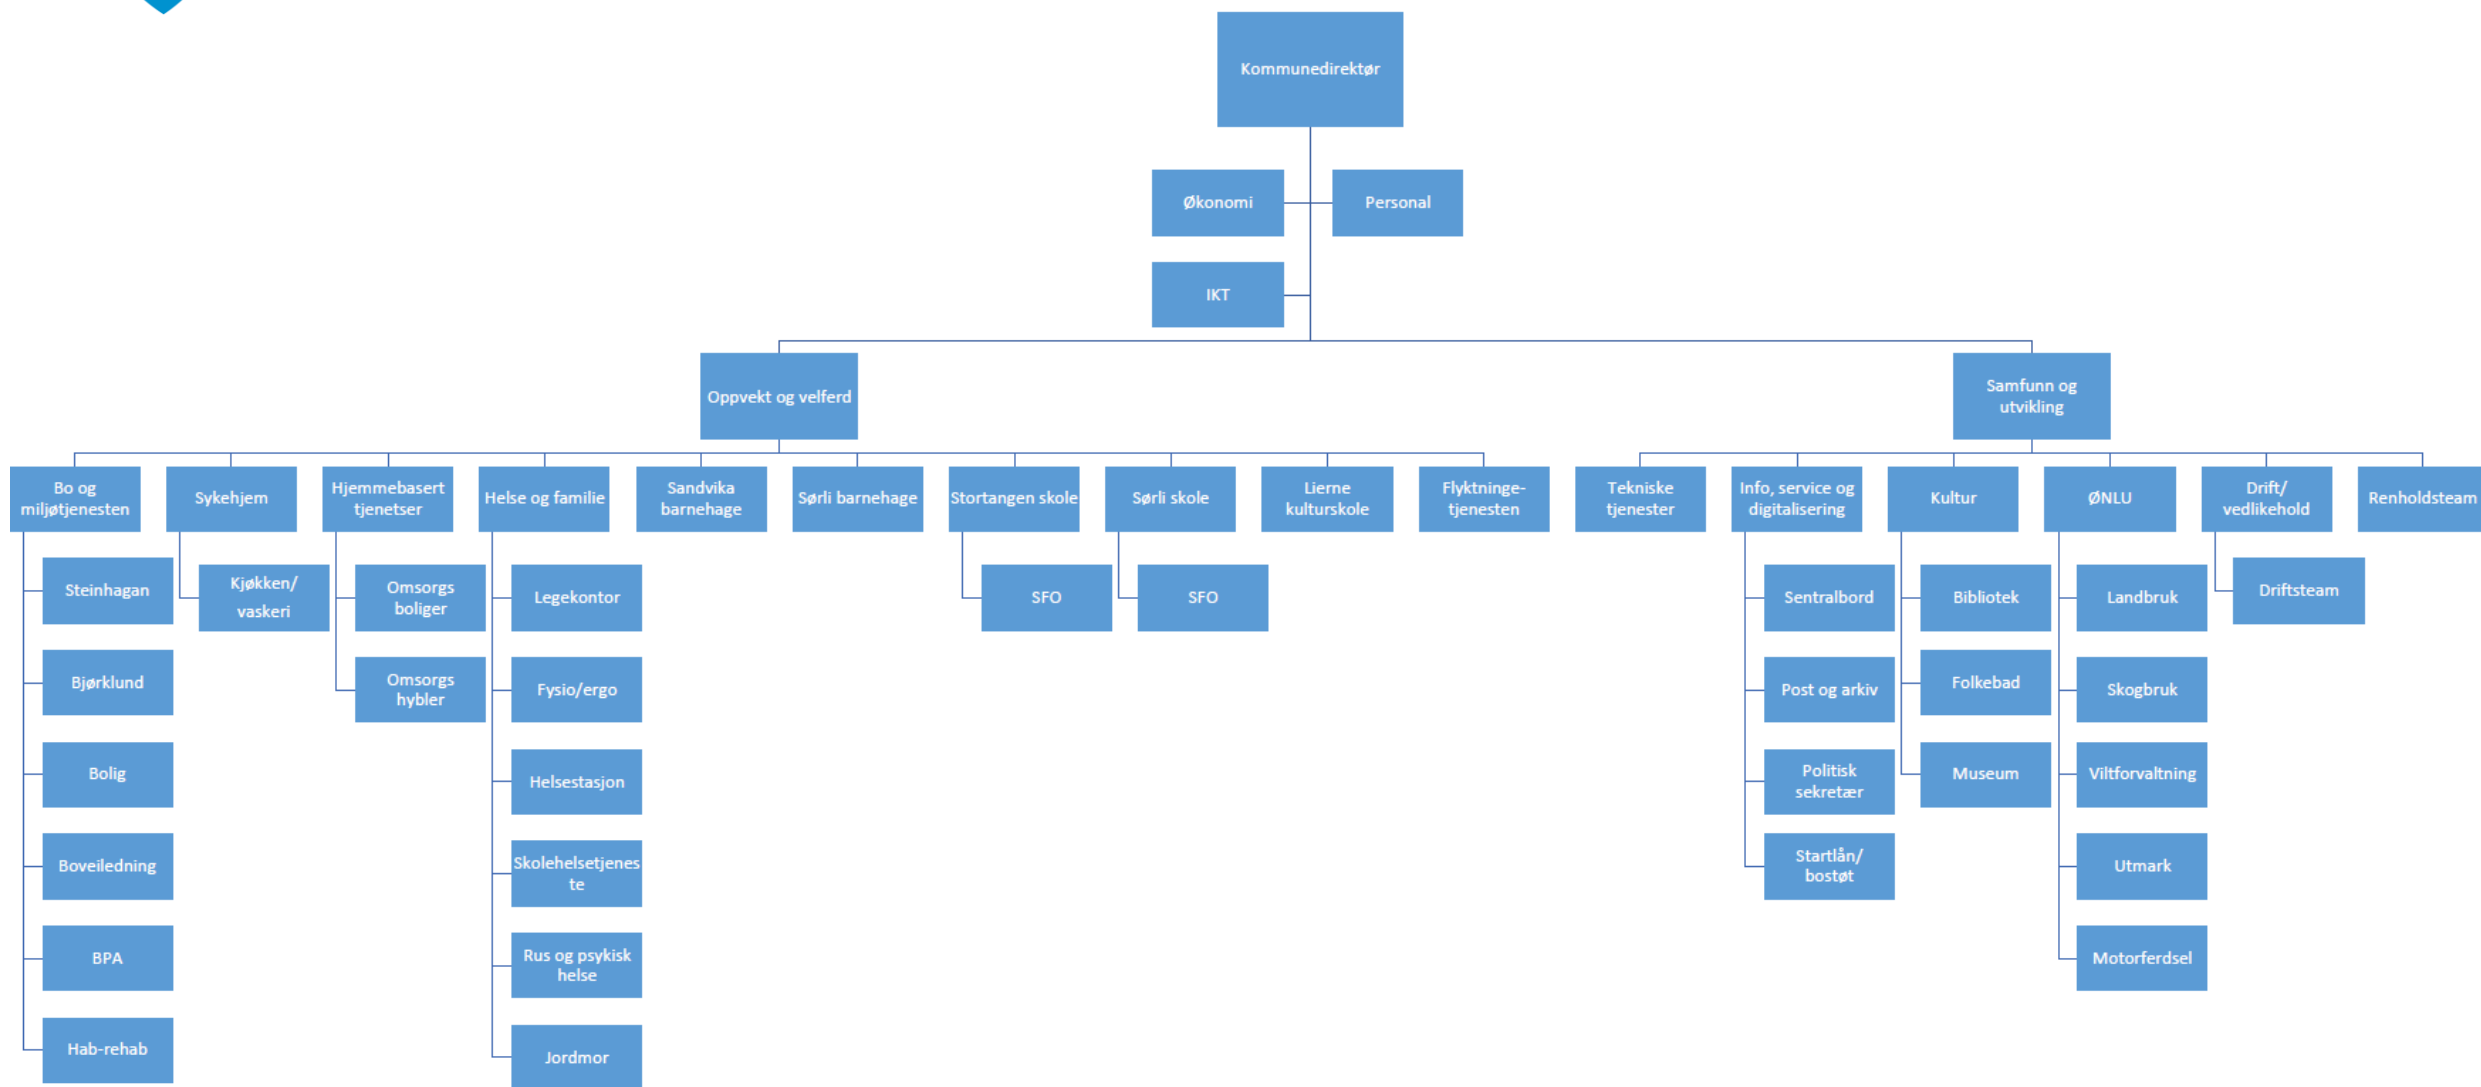 Kommunedirektør
Økonomi
Personal
IKT
Oppvekt og velferd
Samfunn og
utvikling
Bo og
miljøtjenesten
Sykehjem
Hjemmebasert
tjenetser
Helse og familie
Sandvika
barnehage
Sørli barnehage
Stortangen skole
Sørli skole
Lierne
kulturskole
Flyktninge-
tjenesten
Tekniske
tjenester
Info, service og
digitalisering
Kultur
ØNLU
Drift/
vedlikehold
Renholdsteam
Steinhagan
Bjørklund
Bolig
Boveiledning
BPA
Hab-rehab
Kjøkken/
vaskeri
Omsorgs
boliger
Omsorgs
hybler
Legekontor
Fysio/ergo
Helsestasjon
Skolehelsetjenes
te
Rus og psykisk
helse
Jordmor
SFO
SFO
Sentralbord
Post og arkiv
Politisk
sekretær
Startlån/
bostøt
Bibliotek
Folkebad
Museum
Landbruk
Skogbruk
Viltforvaltning
Utmark
Motorferdsel
Driftsteam